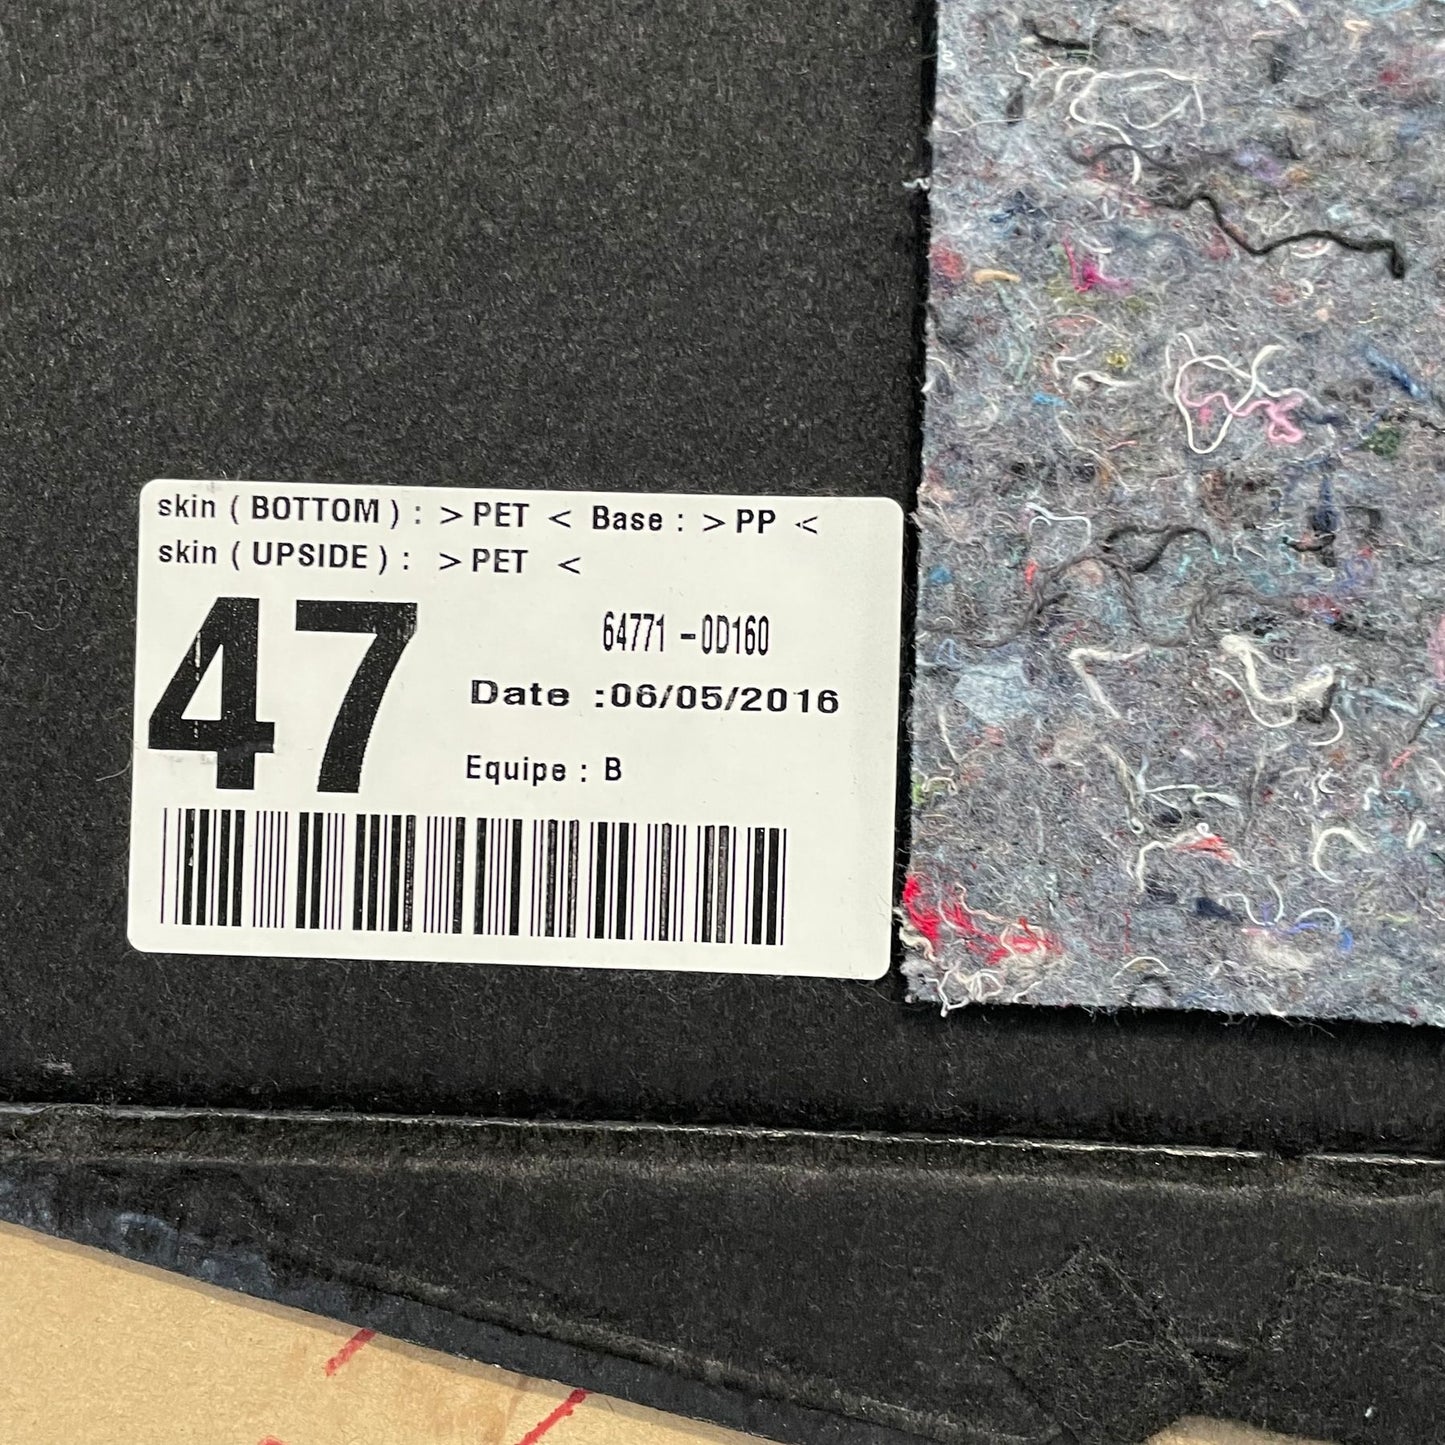 skin ( BOTTOM ) : > PET < Base : > PP <
skin ( UPSIDE ) : > PET <
47
64771 -0D160
Date :06/05/2016
Equipe : B